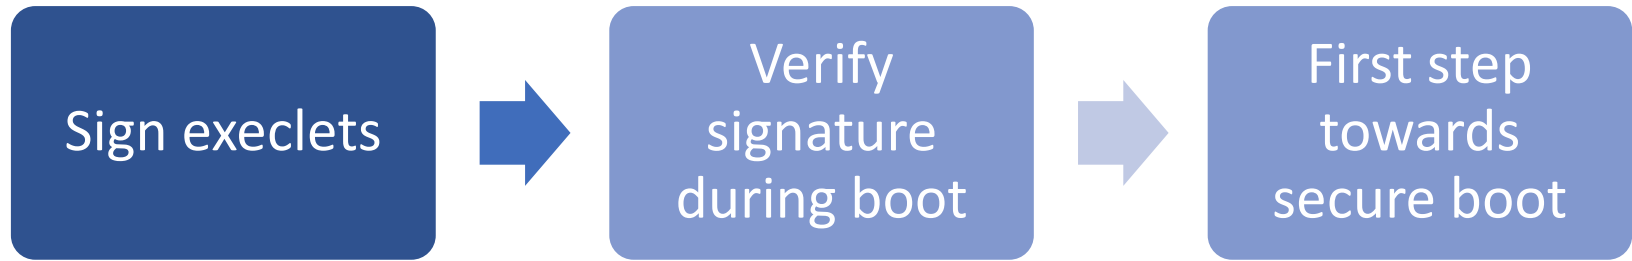 Sign execlets
Verify
signature
during boot
First step
towards
secure boot